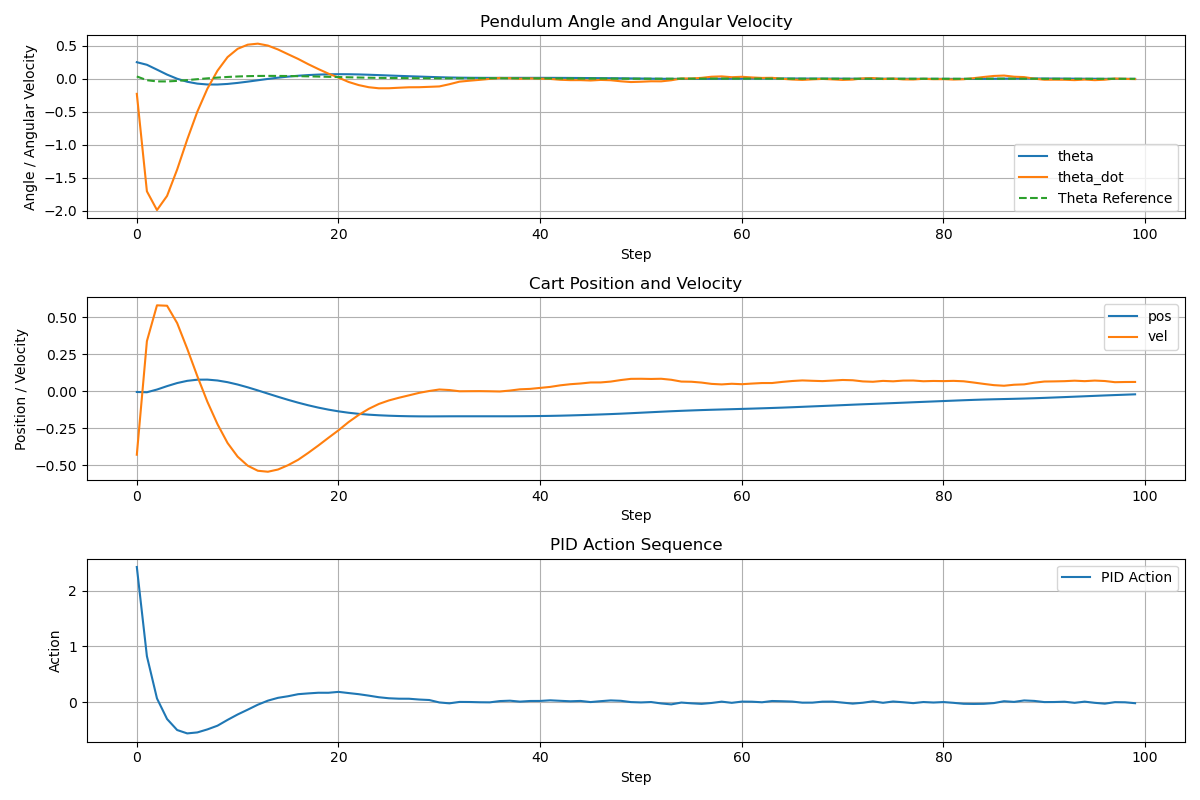 Pendulum Angle and Angular Velocity
Angle / Angular Velocity
0.5
0.0
−0.5
−1.0
−1.5
−2.0
theta
theta_dot
Theta Reference
0 20 40 60 80 100
Step
Cart Position and Velocity
Position / Velocity
0.50
0.25
0.00
−0.25
−0.50
pos
vel
0 20 40 60 80 100
Step
PID Action Sequence
Action
2
1
0
PID Action
0 20 40 60 80 100
Step